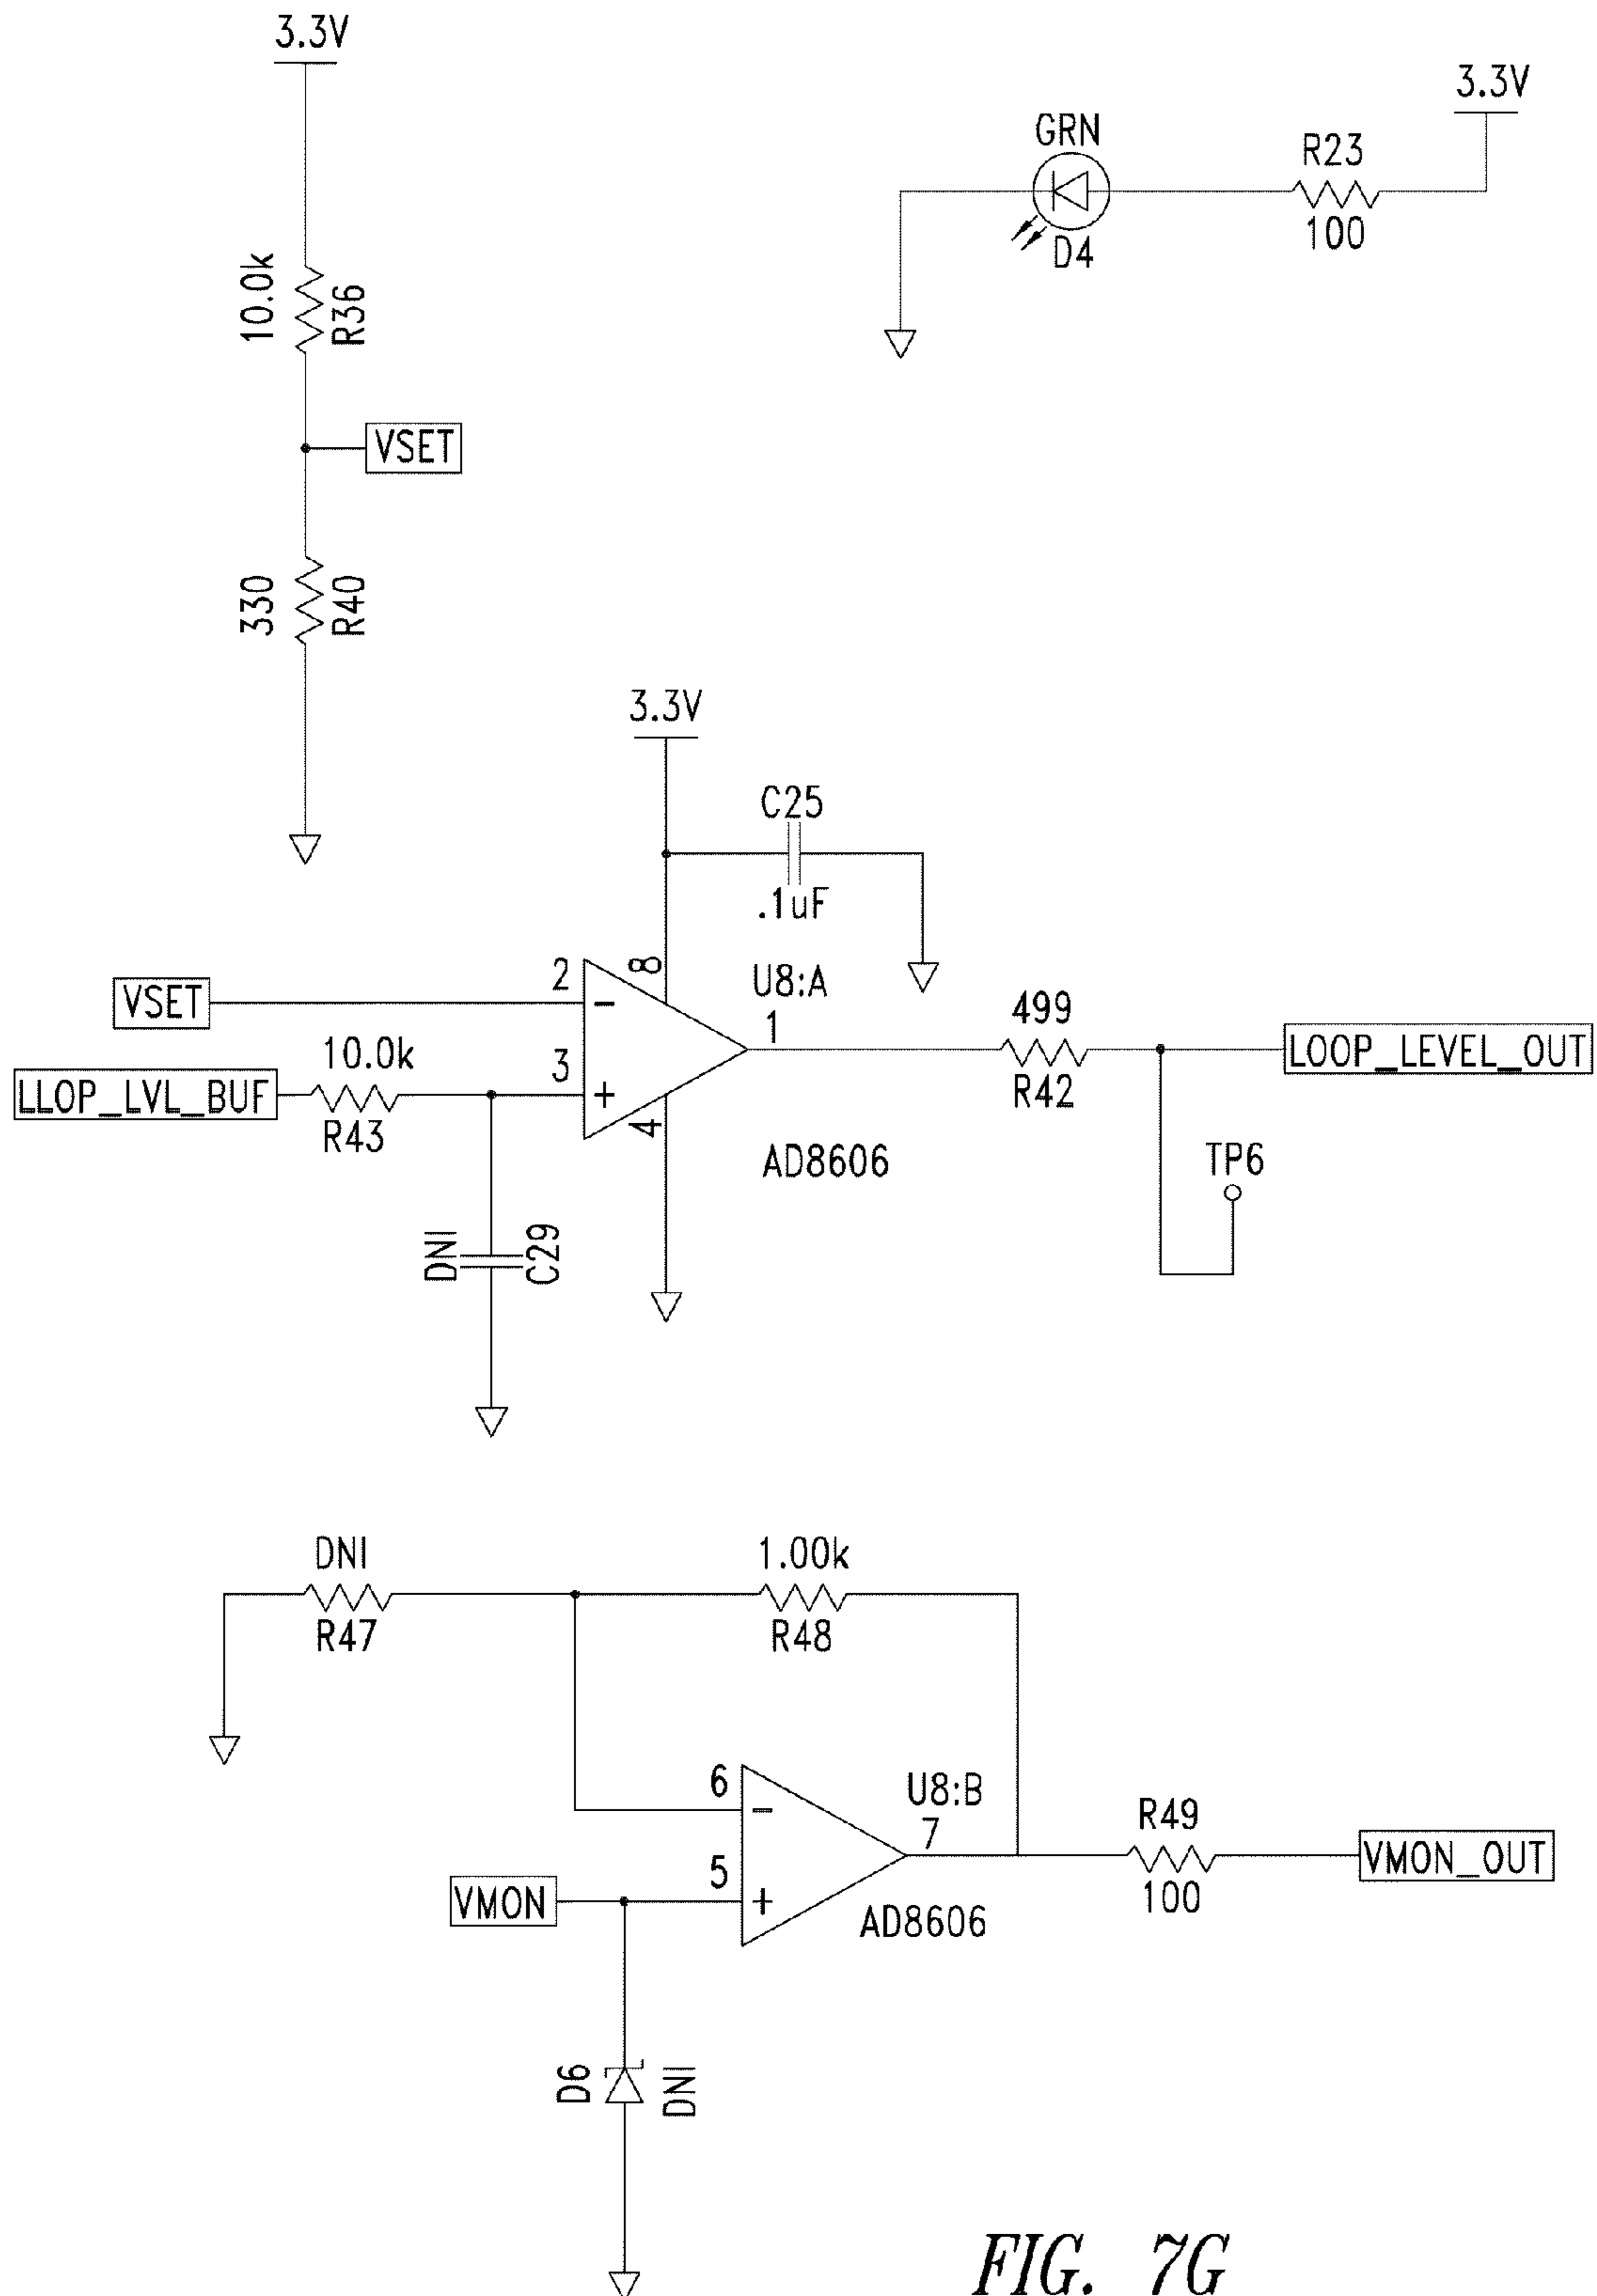 3.3V
3.3V
GRN
R23
D4
100
10.0k
R36
VSET
330
R40
3.3V
C25
.1uF
VSET
2
8
U8:A
1
499
LOOP_LEVEL_OUT
10.0k
3
LLOP_LVL_BUF
R43
4
R42
AD8606
TP6
DNI
C29
DNI
1.00k
R47
R48
6
U8:B
7
R49
VMON_OUT
5
VMON
100
AD8606
D6
DNI
FIG. 7G